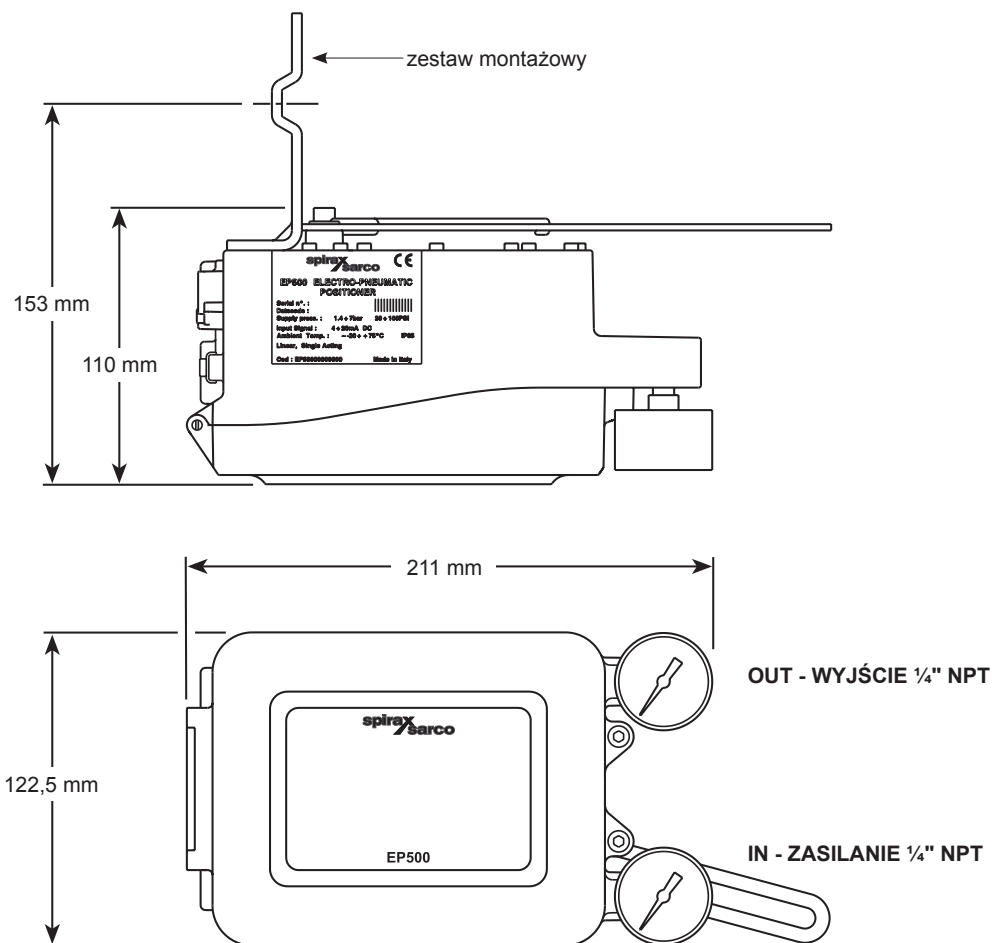 zestaw montażowy
153 mm
110 mm
spirax sarco CE
EP500 ELECTRO-PNEUMATIC
POSITIONER
Serial n°. :
Datecode :
Supply press. : 1.4÷7bar 20÷100PSI
Input Signal : 4÷20mA DC
Ambient Temp. : -20÷+75°C IP65
Linear, Single Acting
Made in Italy
211 mm
122,5 mm
OUT - WYJŚCIE ¼" NPT
spirax sarco
EP500
IN - ZASILANIE ¼" NPT